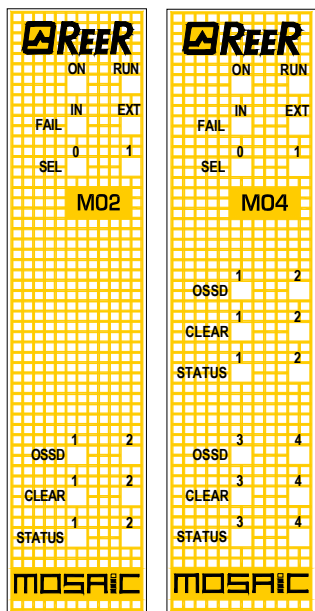 REER
ON RUN
IN EXT
FAIL
0 1
SEL
MO2
1 2
OSSD
1 2
CLEAR
1 2
STATUS
MOSAIC
REER
ON RUN
IN EXT
FAIL
0 1
SEL
MO4
1 2
OSSD
1 2
CLEAR
1 2
STATUS
3 4
OSSD
3 4
CLEAR
3 4
STATUS
MOSAIC